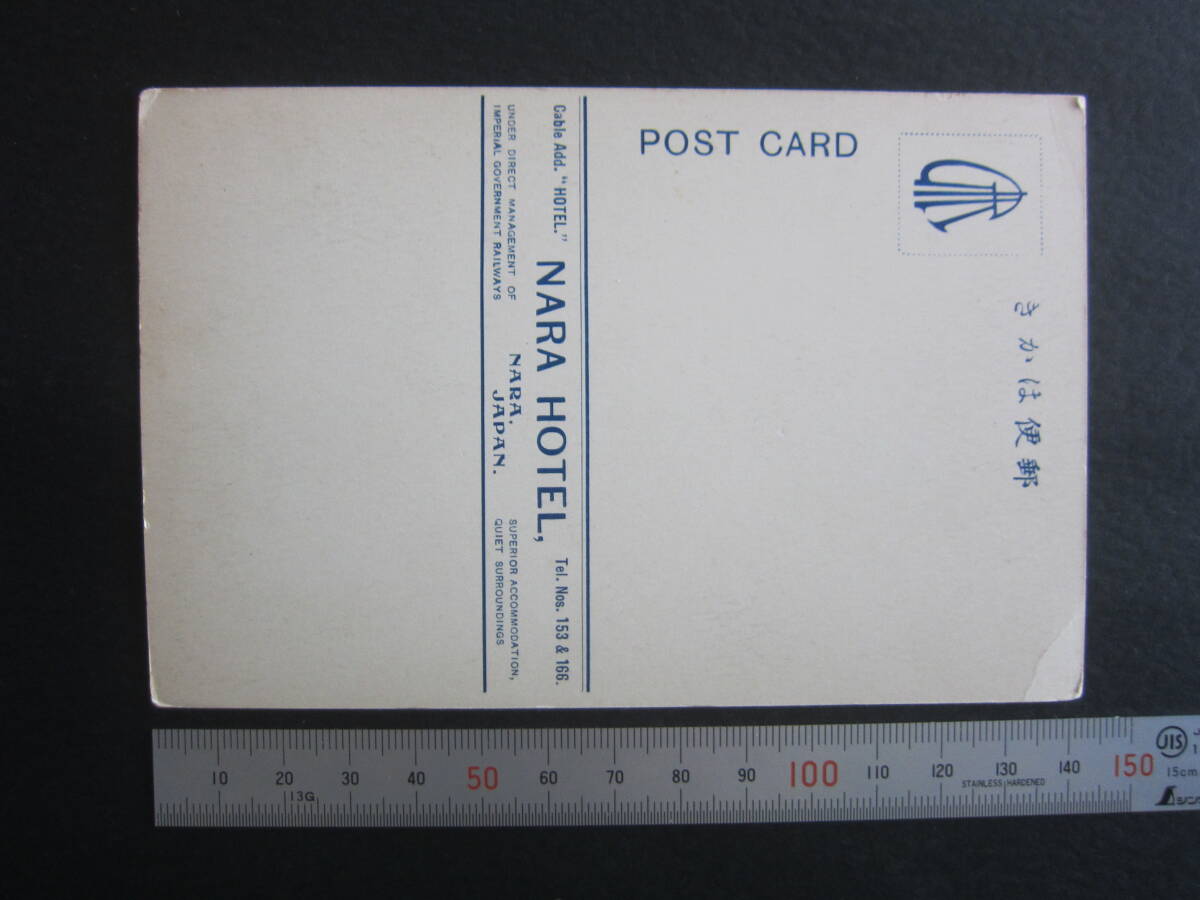 POST CARD
きかは便郵
Cable Add. "HOTEL." NARA HOTEL, Tel. Nos. 153 & 166.
UNDER DIRECT MANAGEMENT OF
IMPERIAL GOVERNMENT RAILWAYS
NARA,
JAPAN.
SUPERIOR ACCOMMODATION,
QUIET SURROUNDINGS
10 20 30 40 50 60 70 80 90 100 110 120 130 140 150
13G STAINLESS HARDENED
JIS
15cm